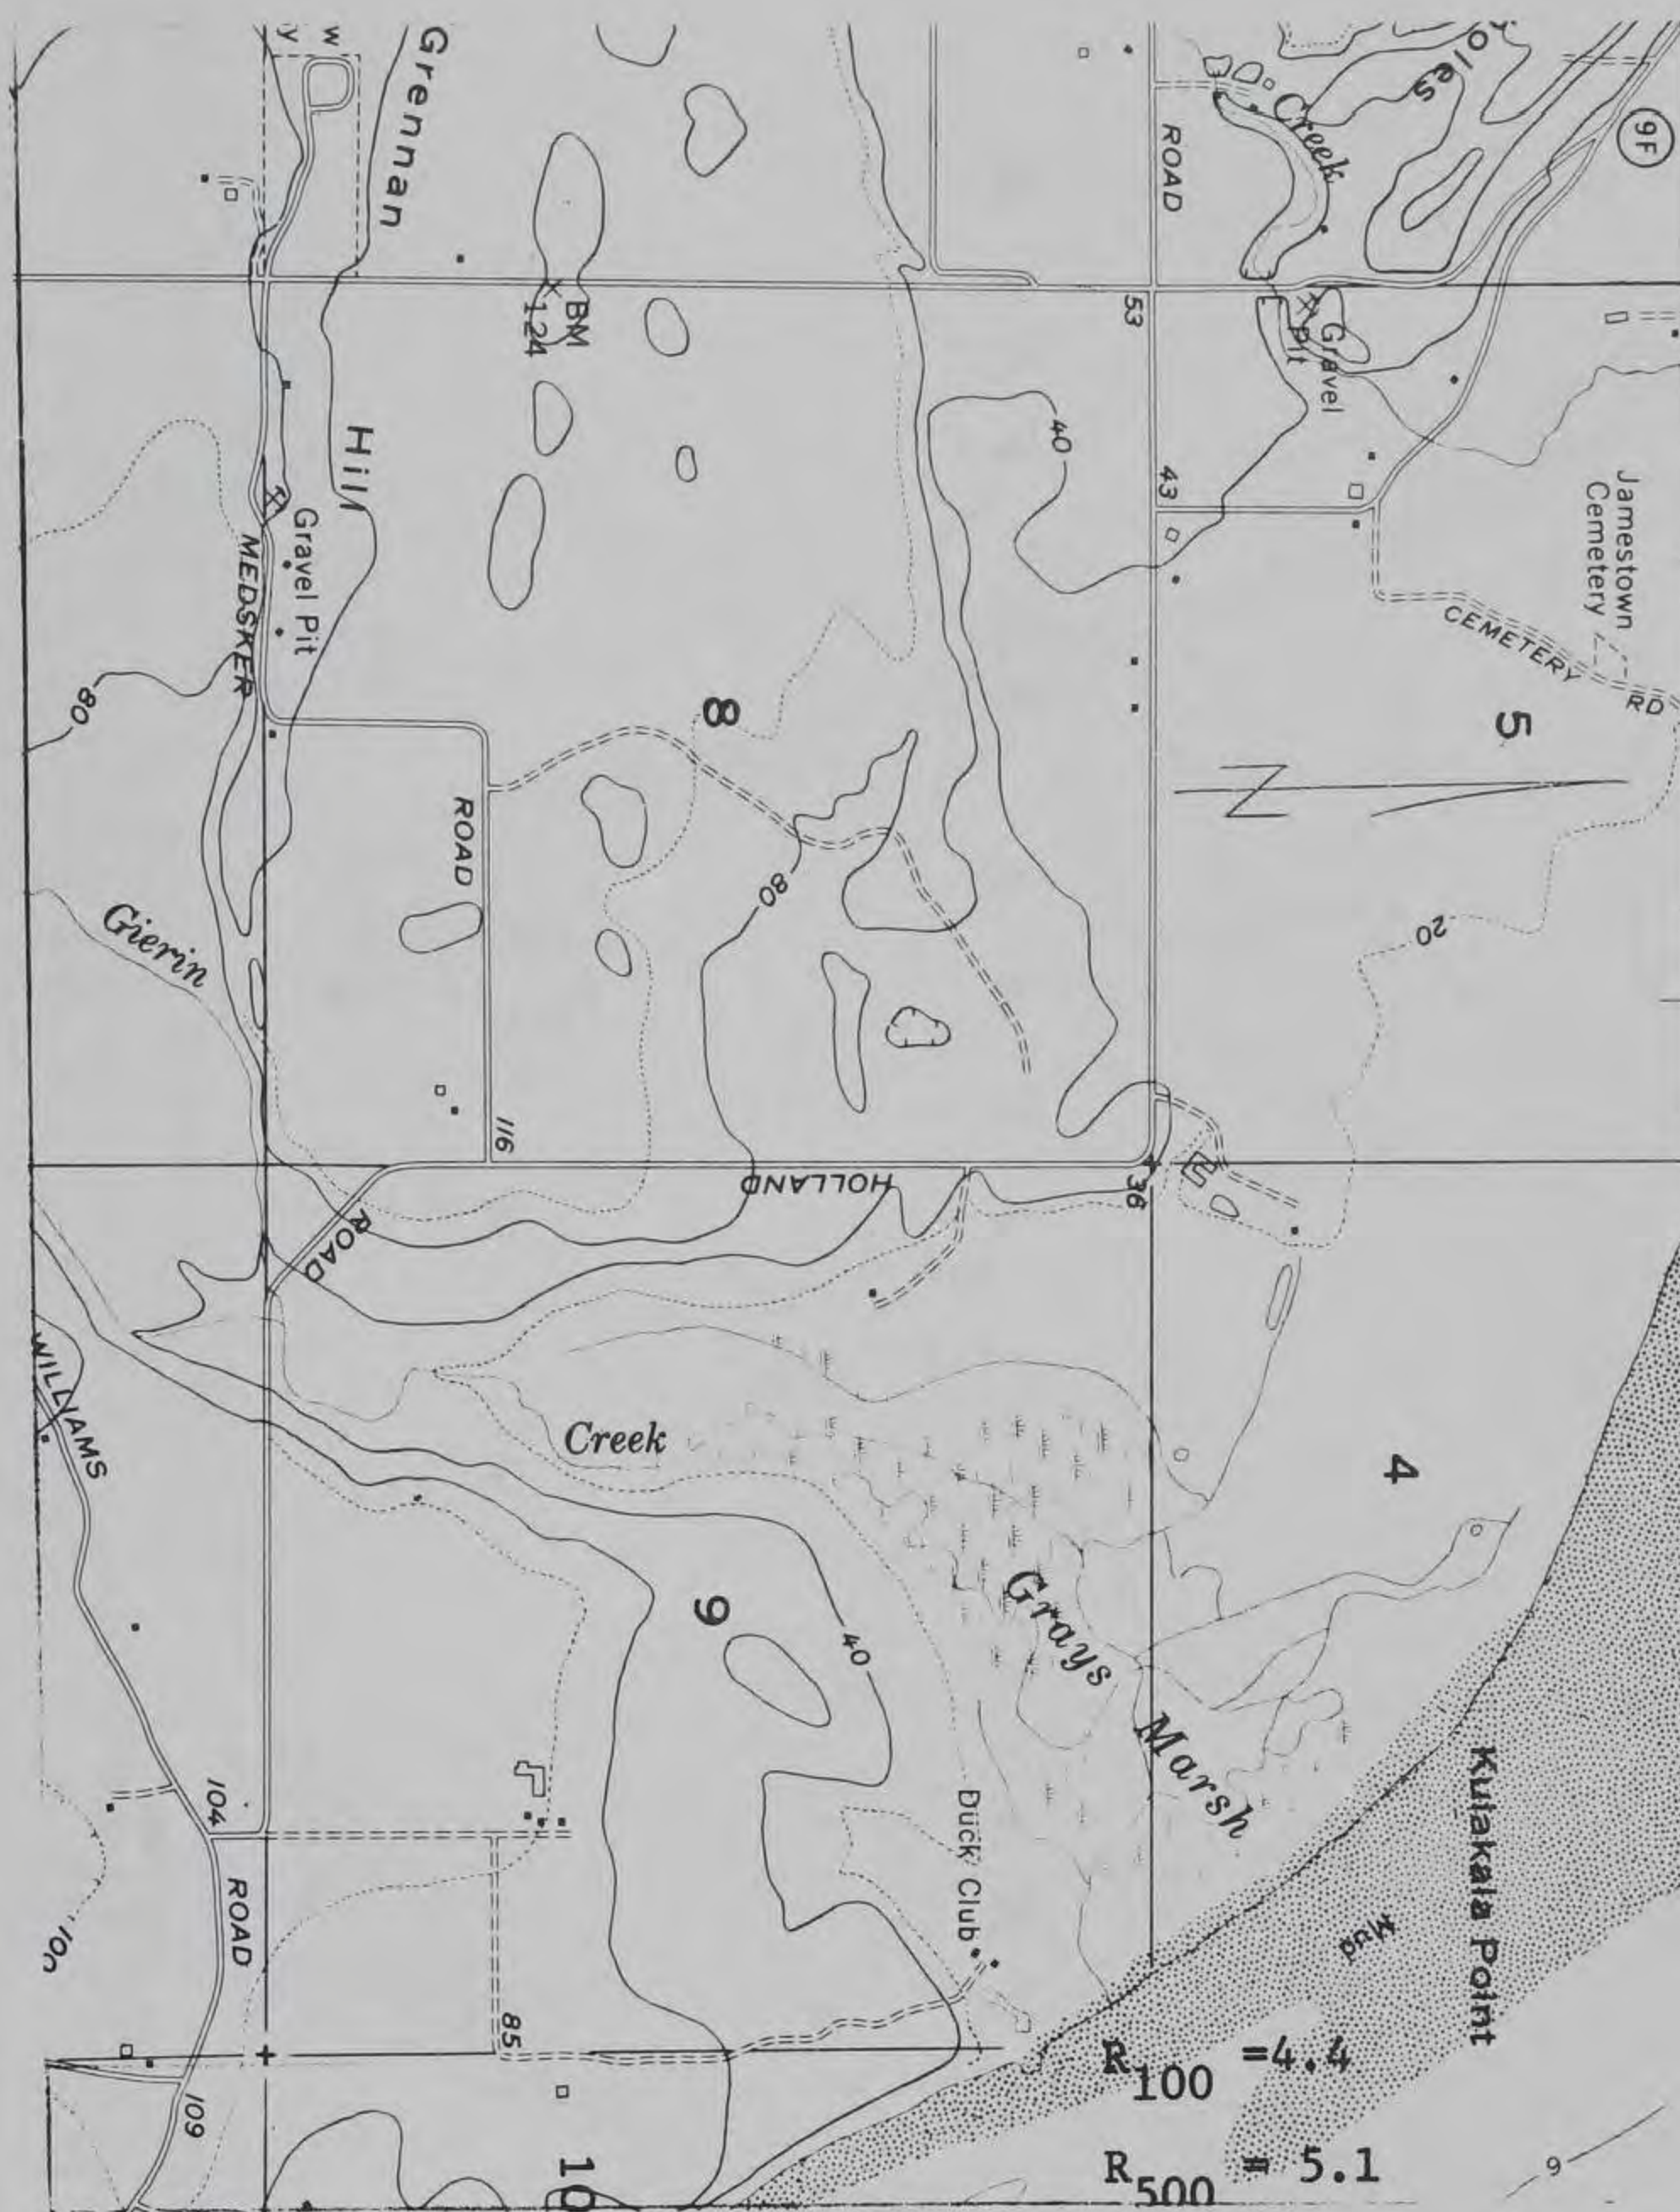 Grennan
Hill
w
y
oles
Creek
9F
ROAD
53
BM
124
Gravel
Pit
40
43
Jamestown
Cemetery
CEMETERY
RD
Gravel Pit
MEDSKER
80
8
5
N
ROAD
80
20
Gierin
116
HOLLAND
36
ROAD
WILLIAMS
Creek
4
Grays
Marsh
9
40
Duck Club
Kulakala Point
Mud
104
ROAD
100
85
109
10
R100 =4.4
R500 = 5.1
9